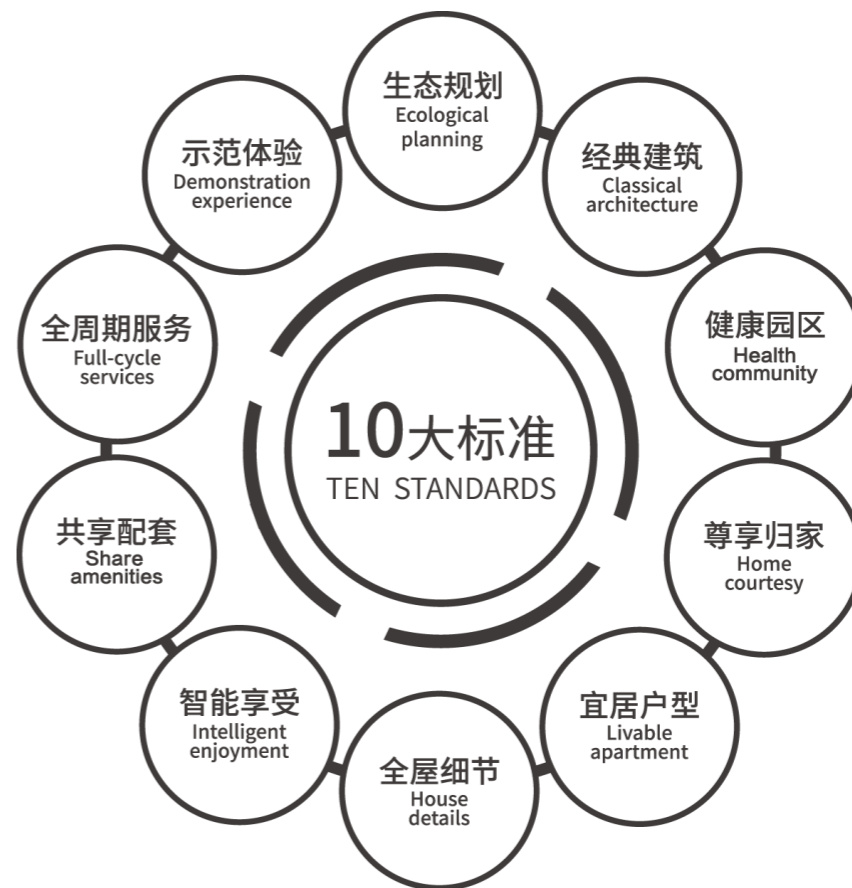 生态规划
Ecological
planning
经典建筑
Classical
architecture
健康园区
Health
community
尊享归家
Home
courtesy
宜居户型
Livable
apartment
全屋细节
House
details
智能享受
Intelligent
enjoyment
共享配套
Share
amenities
全周期服务
Full-cycle
services
示范体验
Demonstration
experience
10大标准
TEN STANDARDS